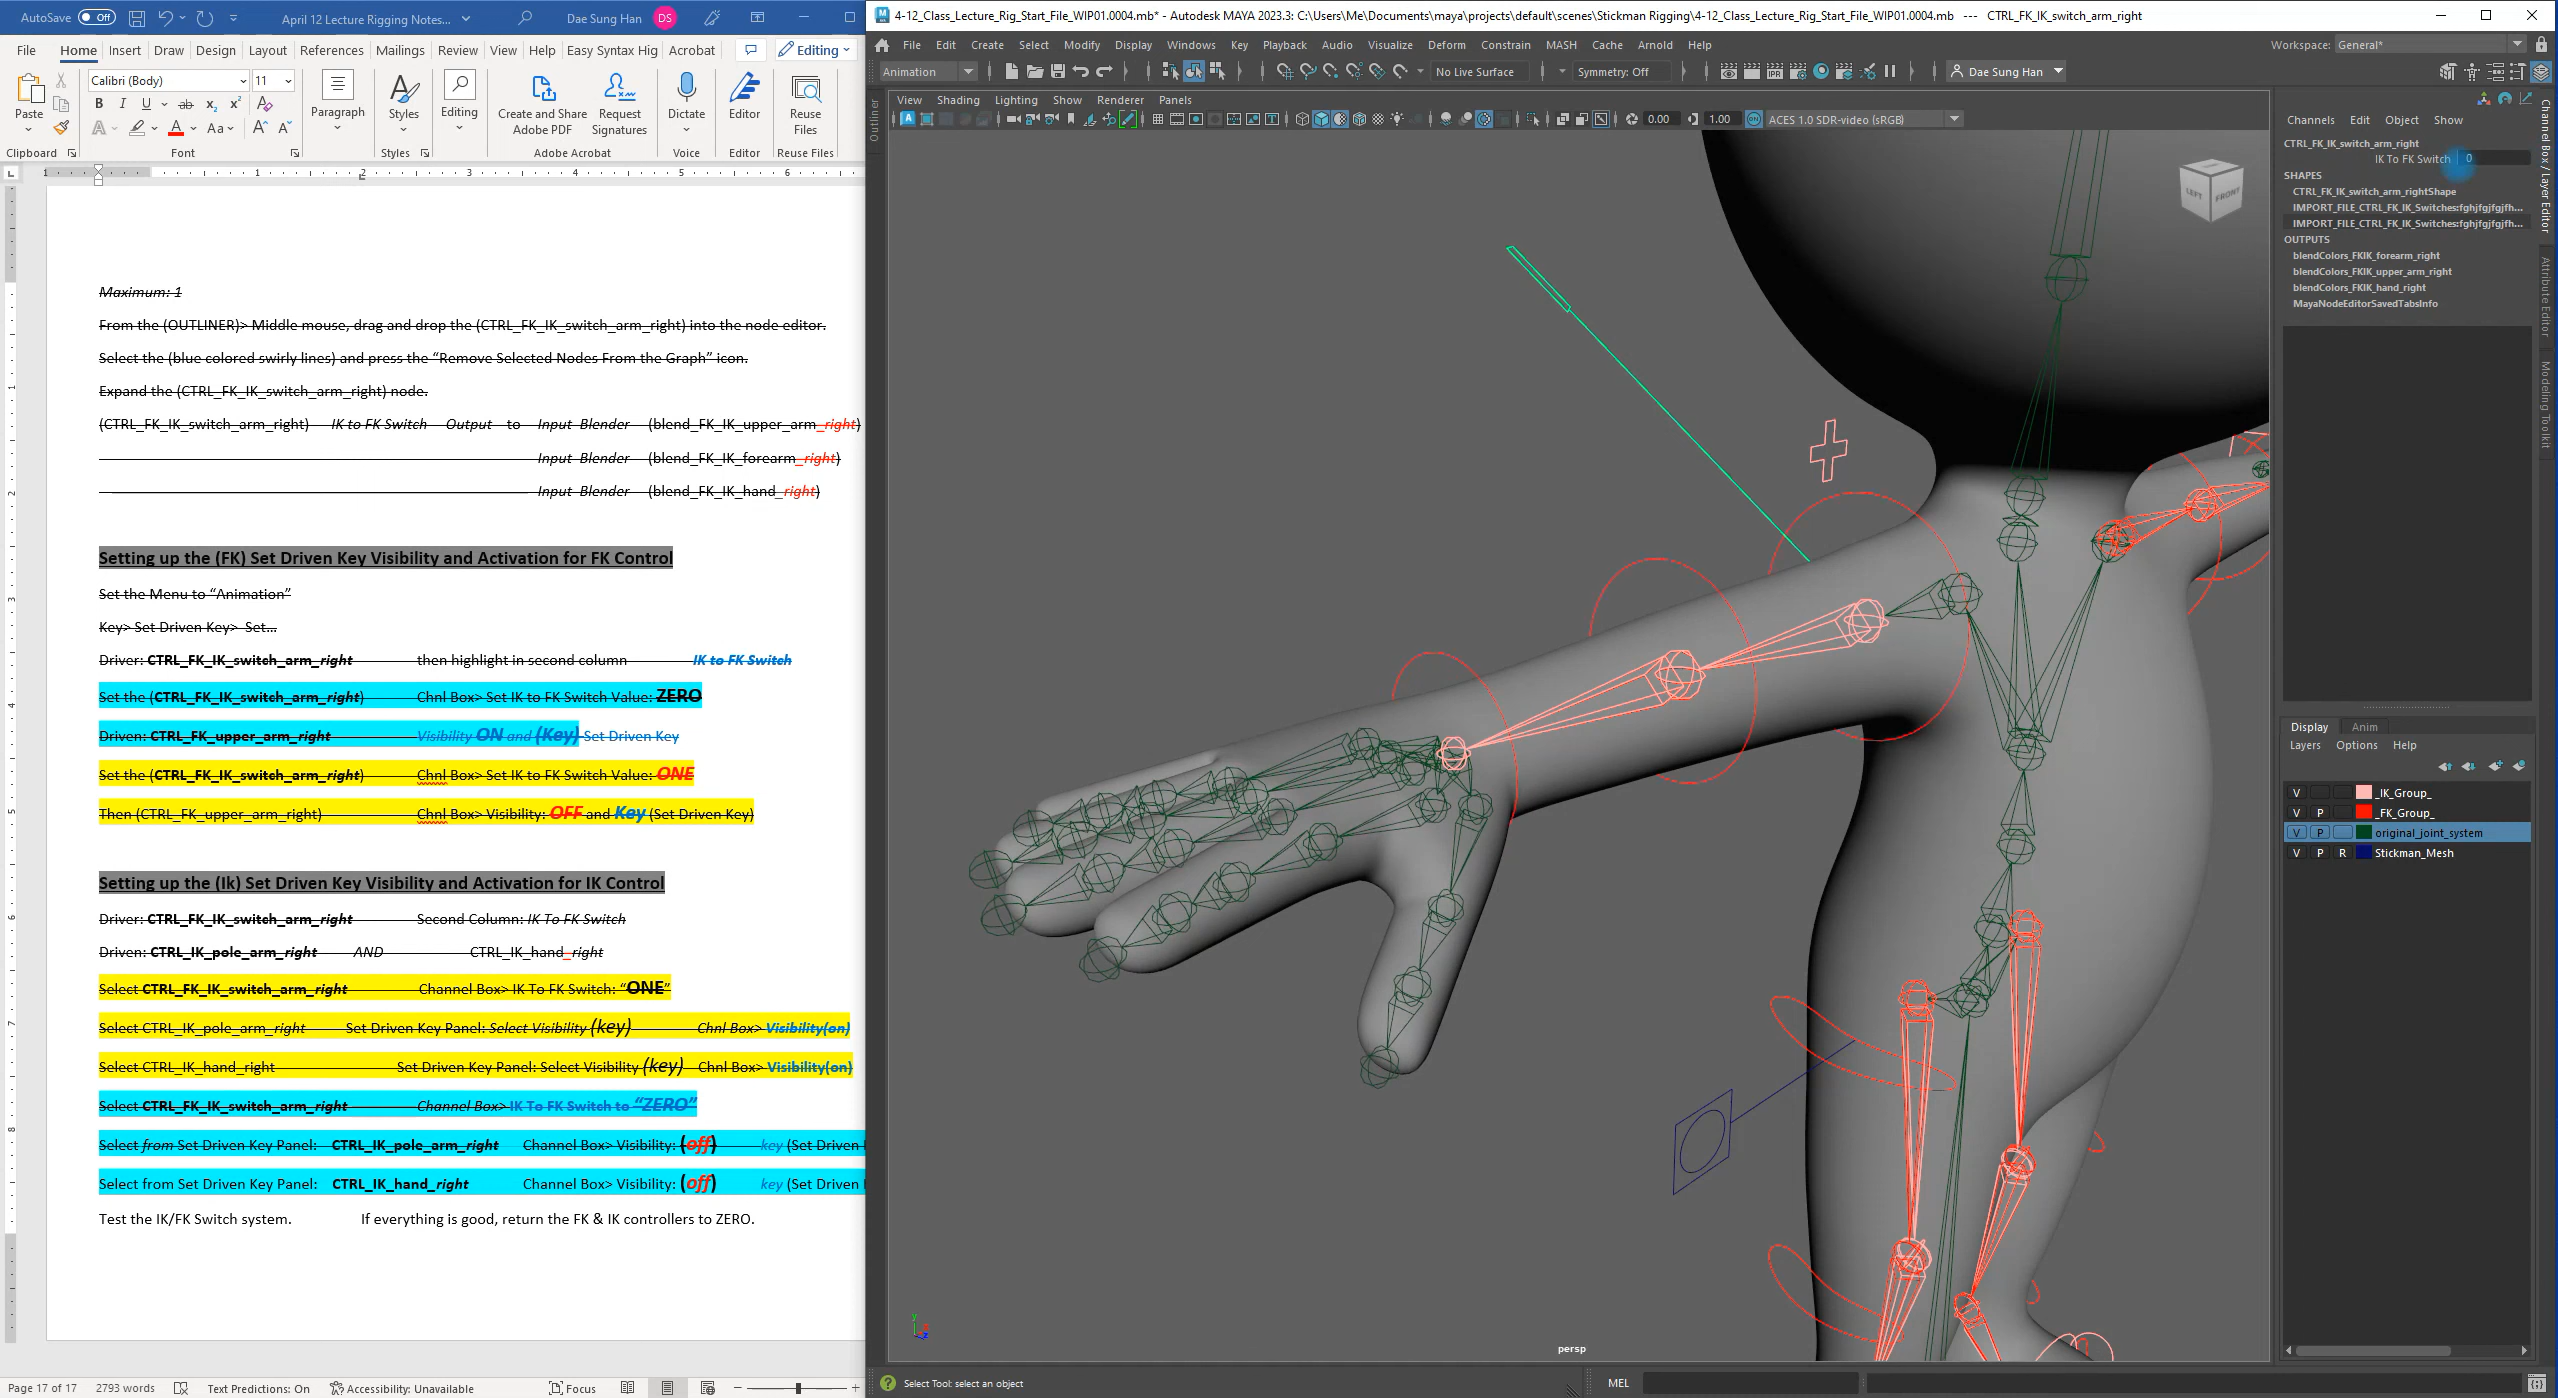 AutoSave Off April 12 Lecture Rigging Notes... Dae Sung Han DS
File Home Insert Draw Design Layout References Mailings Review View Help Easy Syntax Hig Acrobat Editing
Calibri (Body) 11
Paste Paragraph Styles Editing Create and Share Adobe PDF Request Signatures Dictate Editor Reuse Files
Clipboard Font Styles Adobe Acrobat Voice Editor Reuse Files
Maximum: 1
From the (OUTLINER)> Middle mouse, drag and drop the (CTRL_FK_IK_switch_arm_right) into the node editor.
Select the (blue colored swirly lines) and press the “Remove Selected Nodes From the Graph” icon.
Expand the (CTRL_FK_IK_switch_arm_right) node.
(CTRL_FK_IK_switch_arm_right) IK to FK Switch Output to Input Blender (blend_FK_IK_upper_arm_right)
Input Blender (blend_FK_IK_forearm_right)
Input Blender (blend_FK_IK_hand_right)
Setting up the (FK) Set Driven Key Visibility and Activation for FK Control
Set the Menu to “Animation”
Key> Set Driven Key> Set...
Driver: CTRL_FK_IK_switch_arm_right then highlight in second column IK to FK Switch
Set the (CTRL_FK_IK_switch_arm_right) Chnl Box> Set IK to FK Switch Value: ZERO
Driven: CTRL_FK_upper_arm_right Visibility ON and (Key) Set Driven Key
Set the (CTRL_FK_IK_switch_arm_right) Chnl Box> Set IK to FK Switch Value: ONE
Then (CTRL_FK_upper_arm_right) Chnl Box> Visibility: OFF and Key (Set Driven Key)
Setting up the (Ik) Set Driven Key Visibility and Activation for IK Control
Driver: CTRL_FK_IK_switch_arm_right Second Column: IK To FK Switch
Driven: CTRL_IK_pole_arm_right AND CTRL_IK_hand_right
Select CTRL_FK_IK_switch_arm_right Channel Box> IK To FK Switch: “ONE”
Select CTRL_IK_pole_arm_right Set Driven Key Panel: Select Visibility (key) Chnl Box> Visibility(on)
Select CTRL_IK_hand_right Set Driven Key Panel: Select Visibility (key) Chnl Box> Visibility(on)
Select CTRL_FK_IK_switch_arm_right Channel Box> IK To FK Switch to “ZERO”
Select from Set Driven Key Panel: CTRL_IK_pole_arm_right Channel Box> Visibility: (off) key (Set Driven
Select from Set Driven Key Panel: CTRL_IK_hand_right Channel Box> Visibility: (off) key (Set Driven
Test the IK/FK Switch system. If everything is good, return the FK & IK controllers to ZERO.
Page 17 of 17 2793 words Text Predictions: On Accessibility: Unavailable Focus
4-12_Class_Lecture_Rig_Start_File_WIP01.0004.mb* - Autodesk MAYA 2023.3: C:\Users\Me\Documents\maya\projects\default\scenes\Stickman Rigging\4-12_Class_Lecture_Rig_Start_File_WIP01.0004.mb --- CTRL_FK_IK_switch_arm_right
File Edit Create Select Modify Display Windows Key Playback Audio Visualize Deform Constrain MASH Cache Arnold Help Workspace: General*
Animation No Live Surface Symmetry: Off IPR Dae Sung Han
View Shading Lighting Show Renderer Panels
0.00 1.00 ACES 1.0 SDR-video (sRGB)
Outliner
LEFT FRONT
persp
Channels Edit Object Show
CTRL_FK_IK_switch_arm_right
IK To FK Switch 0
SHAPES
CTRL_FK_IK_switch_arm_rightShape
IMPORT_FILE_CTRL_FK_IK_Switches:fghjfgjfgjfh...
IMPORT_FILE_CTRL_FK_IK_Switches:fghjfgjfgjfh...
OUTPUTS
blendColors_FKIK_forearm_right
blendColors_FKIK_upper_arm_right
blendColors_FKIK_hand_right
MayaNodeEditorSavedTabsInfo
Channel Box / Layer Editor
Attribute Editor
Modeling Toolkit
Display Anim
Layers Options Help
V _IK_Group_
V P _FK_Group_
V P original_joint_system
V P R Stickman_Mesh
Select Tool: select an object MEL